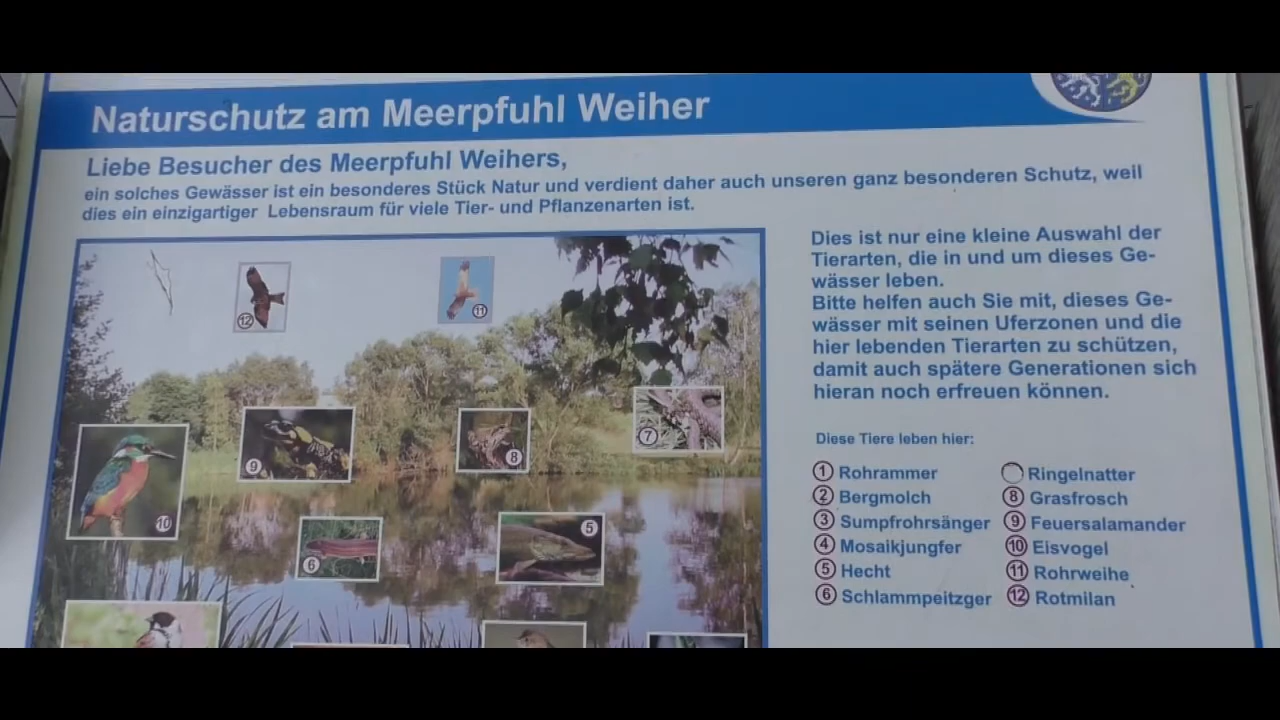 Naturschutz am Meerpfuhl Weiher
Liebe Besucher des Meerpfuhl Weihers,
ein solches Gewässer ist ein besonderes Stück Natur und verdient daher auch unseren ganz besonderen Schutz, weil
dies ein einzigartiger Lebensraum für viele Tier- und Pflanzenarten ist.
Dies ist nur eine kleine Auswahl der
Tierarten, die in und um dieses Ge-
wässer leben.
Bitte helfen auch Sie mit, dieses Ge-
wässer mit seinen Uferzonen und die
hier lebenden Tierarten zu schützen,
damit auch spätere Generationen sich
hieran noch erfreuen können.
Diese Tiere leben hier:
1 Rohrammer
2 Bergmolch
3 Sumpfrohrsänger
4 Mosaikjungfer
5 Hecht
6 Schlammpeitzger
Ringelnatter
8 Grasfrosch
9 Feuersalamander
10 Eisvogel
11 Rohrweihe
12 Rotmilan
12
11
7
9
8
10
5
6